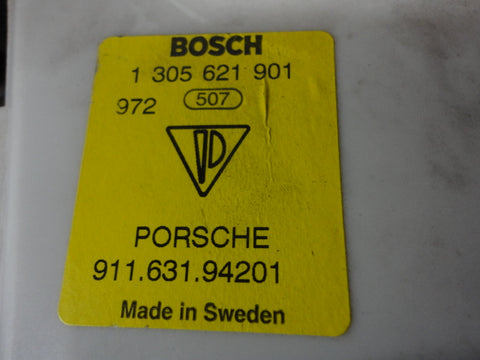 BOSCH
1 305 621 901
972 507
PORSCHE
911.631.94201
Made in Sweden